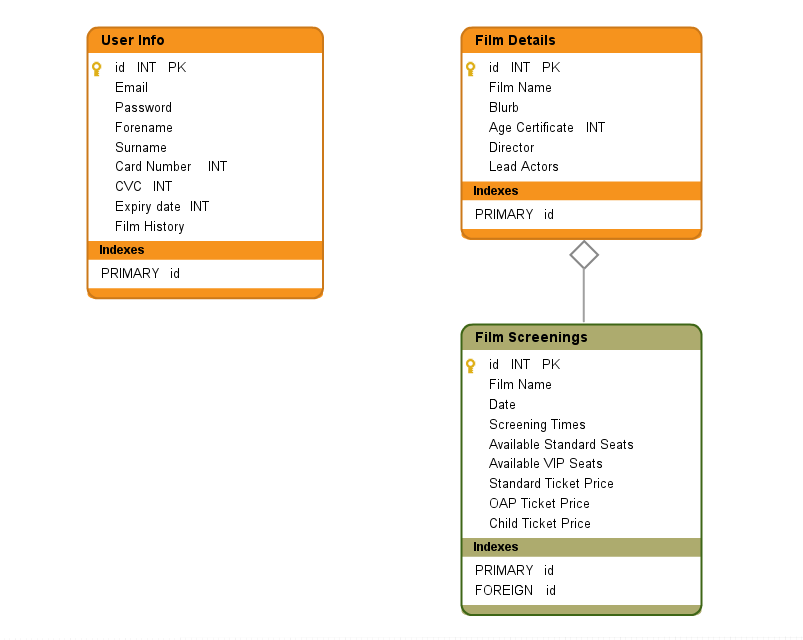 User Info
id INT PK
Email
Password
Forename
Surname
Card Number INT
CVC INT
Expiry date INT
Film History
Indexes
PRIMARY id
Film Details
id INT PK
Film Name
Blurb
Age Certificate INT
Director
Lead Actors
Indexes
PRIMARY id
Film Screenings
id INT PK
Film Name
Date
Screening Times
Available Standard Seats
Available VIP Seats
Standard Ticket Price
OAP Ticket Price
Child Ticket Price
Indexes
PRIMARY id
FOREIGN id